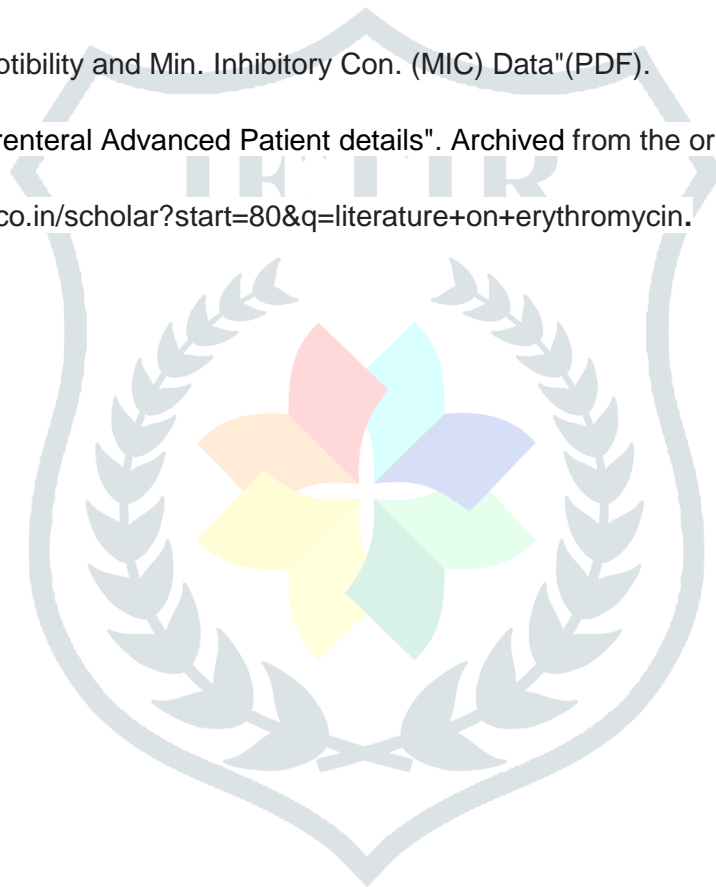 otibility and Min. Inhibitory Con. (MIC) Data"(PDF).
renteral Advanced Patient details". Archived from the or
co.in/scholar?start=80&q=literature+on+erythromycin.